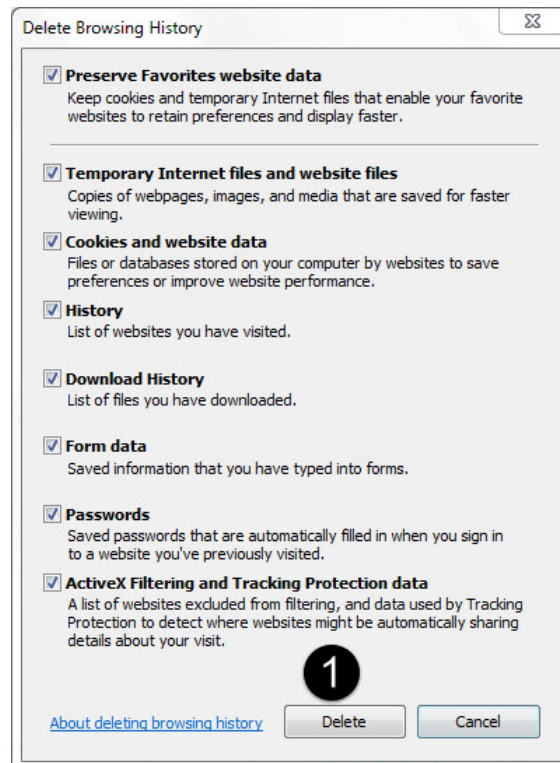 Delete Browsing History
Preserve Favorites website data
Keep cookies and temporary Internet files that enable your favorite
websites to retain preferences and display faster.
Temporary Internet files and website files
Copies of webpages, images, and media that are saved for faster
viewing.
Cookies and website data
Files or databases stored on your computer by websites to save
preferences or improve website performance.
History
List of websites you have visited.
Download History
List of files you have downloaded.
Form data
Saved information that you have typed into forms.
Passwords
Saved passwords that are automatically filled in when you sign in
to a website you've previously visited.
ActiveX Filtering and Tracking Protection data
A list of websites excluded from filtering, and data used by Tracking
Protection to detect where websites might be automatically sharing
details about your visit.
1
About deleting browsing history Delete Cancel